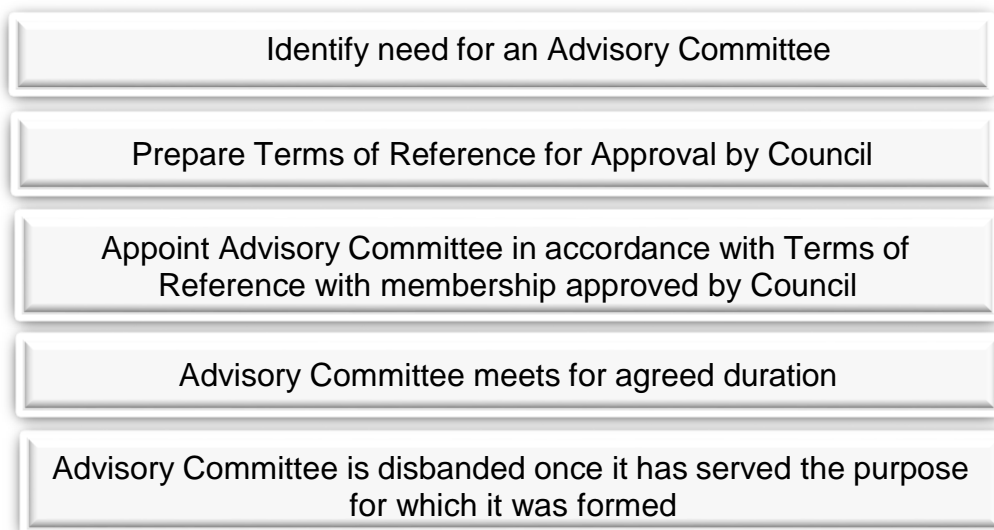 Identify need for an Advisory Committee
Prepare Terms of Reference for Approval by Council
Appoint Advisory Committee in accordance with Terms of
Reference with membership approved by Council
Advisory Committee meets for agreed duration
Advisory Committee is disbanded once it has served the purpose
for which it was formed